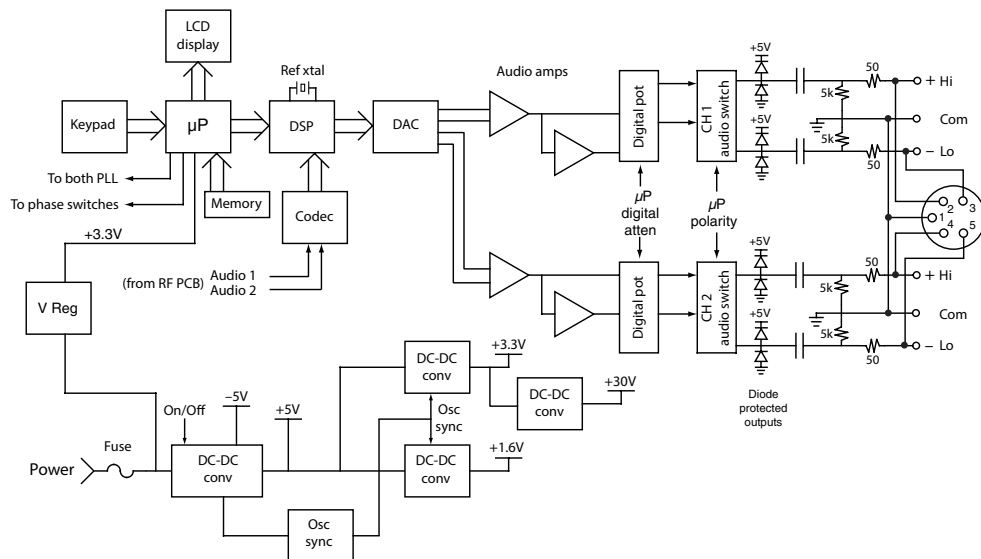 LCD
display
Ref xtal
Audio amps
Keypad
µP
DSP
DAC
Digital pot
CH 1
audio switch
+5V
+5V
50
5k
5k
50
+ Hi
Com
− Lo
To both PLL
To phase switches
Memory
Codec
+3.3V
(from RF PCB)
Audio 1
Audio 2
µP
digital
atten
µP
polarity
2
3
1
4
5
V Reg
Digital pot
CH 2
audio switch
+5V
+5V
50
5k
5k
50
+ Hi
Com
− Lo
Diode
protected
outputs
DC-DC
conv
+3.3V
DC-DC
conv
+30V
Osc
sync
On/Off
−5V
+5V
Fuse
Power
DC-DC
conv
DC-DC
conv
+1.6V
Osc
sync